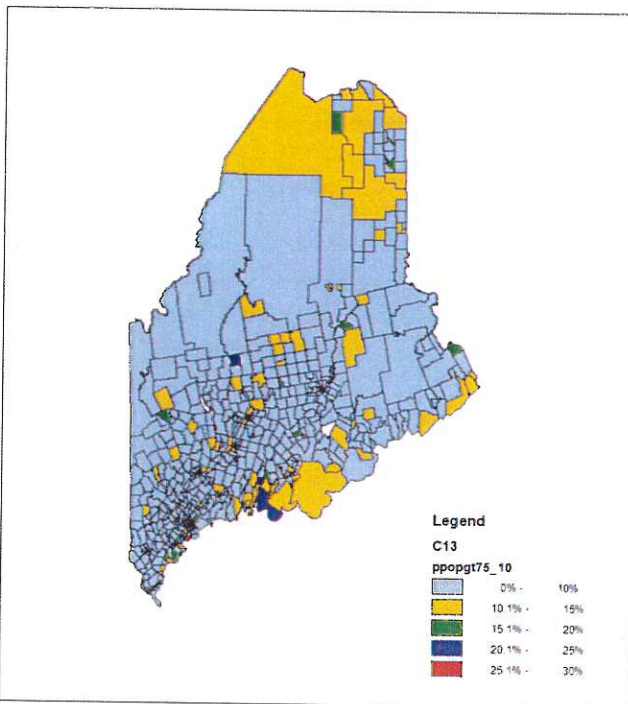 Legend
C13
ppopgt75_10
0% - 10%
10.1% - 15%
15.1% - 20%
20.1% - 25%
25.1% - 30%